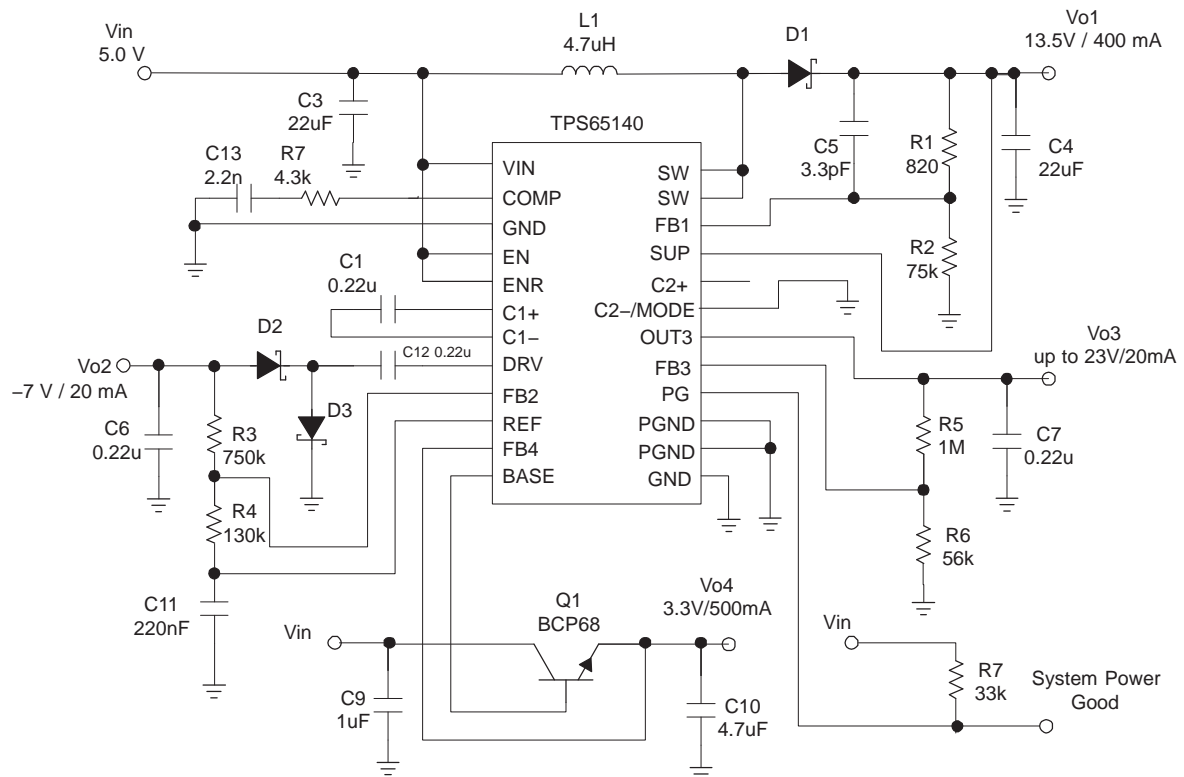 Vin
5.0 V
L1
4.7uH
D1
Vo1
13.5V / 400 mA
C3
22uF
TPS65140
C13
2.2n
R7
4.3k
C5
3.3pF
R1
820
C4
22uF
VIN
COMP
GND
EN
ENR
C1+
C1–
DRV
FB2
REF
FB4
BASE
SW
SW
FB1
SUP
C2+
C2–/MODE
OUT3
FB3
PG
PGND
PGND
GND
R2
75k
C1
0.22u
D2
C12 0.22u
Vo2
–7 V / 20 mA
D3
C6
0.22u
R3
750k
R4
130k
C11
220nF
Vo3
up to 23V/20mA
R5
1M
C7
0.22u
R6
56k
Vin
Q1
BCP68
Vo4
3.3V/500mA
C9
1uF
C10
4.7uF
Vin
R7
33k
System Power
Good